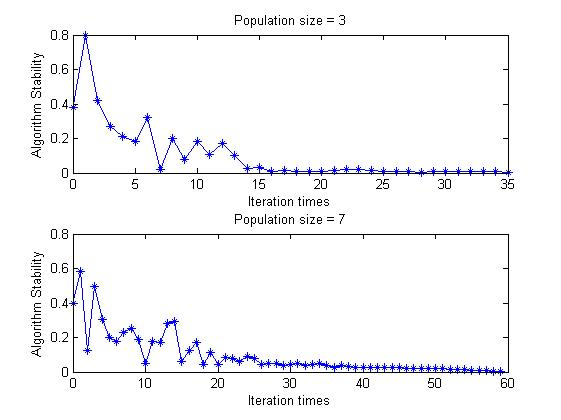 Population size = 3
Algorithm Stability
0.8
0.6
0.4
0.2
0
0 5 10 15 20 25 30 35
Iteration times
Population size = 7
Algorithm Stability
0.8
0.6
0.4
0.2
0
0 10 20 30 40 50 60
Iteration times